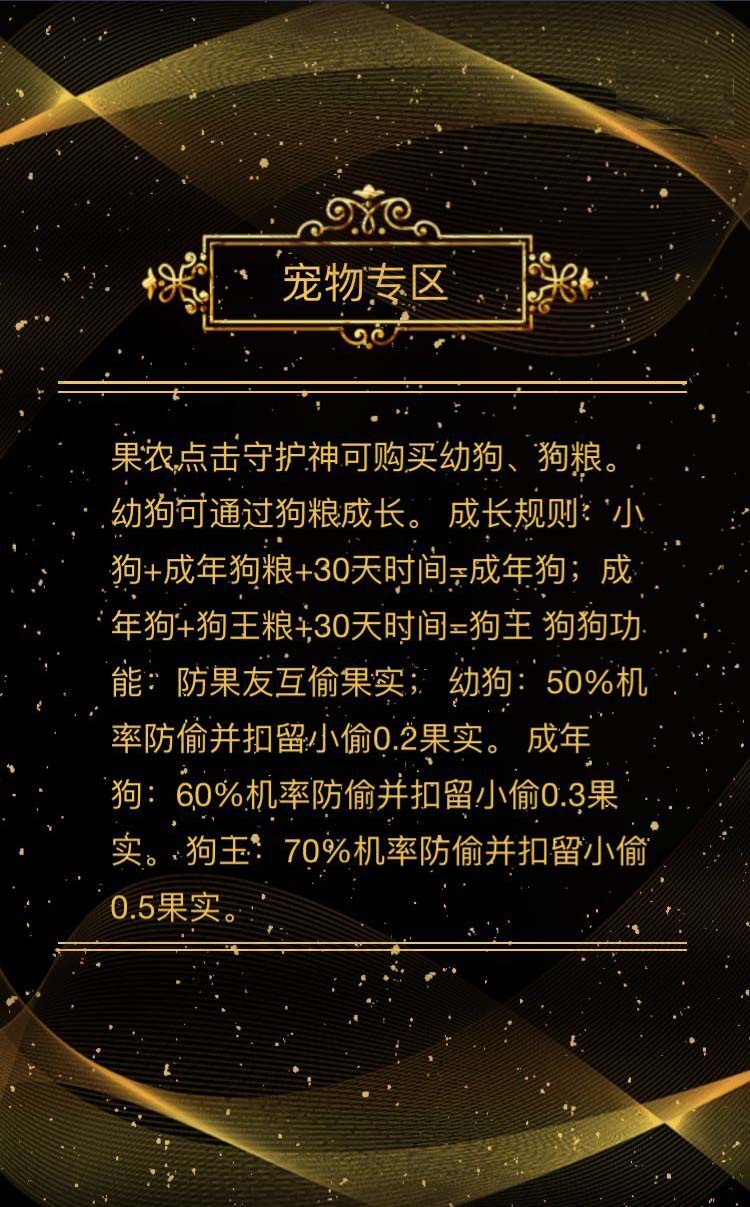 宠物专区
果农点击守护神可购买幼狗、狗粮。
幼狗可通过狗粮成长。 成长规则：小
狗+成年狗粮+30天时间=成年狗；成
年狗+狗王粮+30天时间=狗王 狗狗功
能：防果友互偷果实； 幼狗：50%机
率防偷并扣留小偷0.2果实。 成年
狗：60%机率防偷并扣留小偷0.3果
实。 狗王：70%机率防偷并扣留小偷
0.5果实。